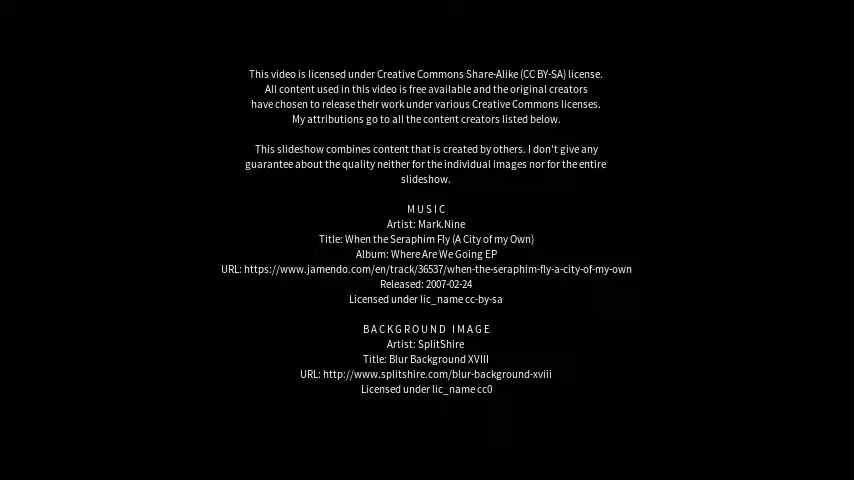 This video is licensed under Creative Commons Share-Alike (CC BY-SA) license.
All content used in this video is free available and the original creators
have chosen to release their work under various Creative Commons licenses.
My attributions go to all the content creators listed below.
This slideshow combines content that is created by others. I don't give any
guarantee about the quality neither for the individual images nor for the entire
slideshow.
MUSIC
Artist: Mark.Nine
Title: When the Seraphim Fly (A City of my Own)
Album: Where Are We Going EP
URL: https://www.jamendo.com/en/track/36537/when-the-seraphim-fly-a-city-of-my-own
Released: 2007-02-24
Licensed under lic_name cc-by-sa
BACKGROUND IMAGE
Artist: SplitShire
Title: Blur Background XVIII
URL: http://www.splitshire.com/blur-background-xviii
Licensed under lic_name cc0